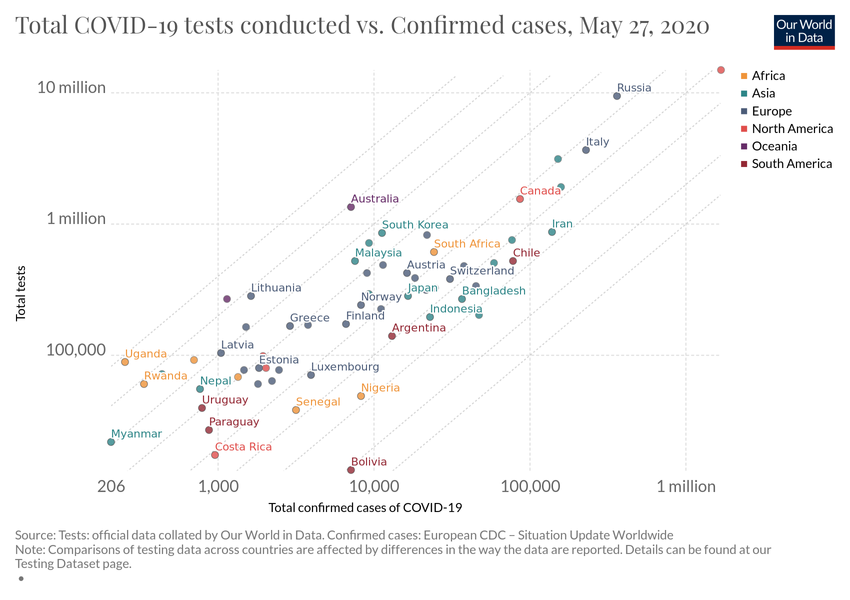 Total COVID-19 tests conducted vs. Confirmed cases, May 27, 2020
Our World
in Data
10 million
1 million
100,000
Total tests
206
1,000
10,000
100,000
1 million
Total confirmed cases of COVID-19
Africa
Asia
Europe
North America
Oceania
South America
Russia
Italy
Canada
Australia
South Korea
Iran
South Africa
Malaysia
Chile
Austria
Switzerland
Lithuania
Japan
Bangladesh
Norway
Indonesia
Greece
Finland
Argentina
Latvia
Uganda
Estonia
Luxembourg
Rwanda
Nepal
Nigeria
Uruguay
Senegal
Paraguay
Myanmar
Costa Rica
Bolivia
Source: Tests: official data collated by Our World in Data. Confirmed cases: European CDC – Situation Update Worldwide
Note: Comparisons of testing data across countries are affected by differences in the way the data are reported. Details can be found at our
Testing Dataset page.
•